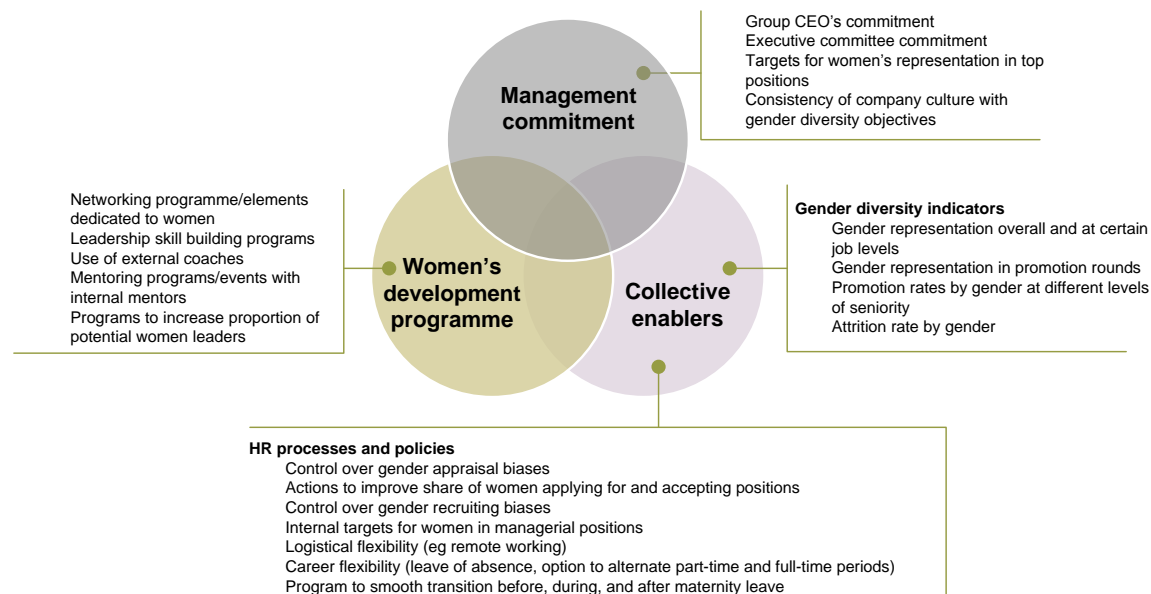 Group CEO's commitment
Executive committee commitment
Targets for women's representation in top
positions
Consistency of company culture with
gender diversity objectives
Management
commitment
Networking programme/elements
dedicated to women
Leadership skill building programs
Use of external coaches
Mentoring programs/events with
internal mentors
Programs to increase proportion of
potential women leaders
Women's
development
programme
Collective
enablers
Gender diversity indicators
Gender representation overall and at certain
job levels
Gender representation in promotion rounds
Promotion rates by gender at different levels
of seniority
Attrition rate by gender
HR processes and policies
Control over gender appraisal biases
Actions to improve share of women applying for and accepting positions
Control over gender recruiting biases
Internal targets for women in managerial positions
Logistical flexibility (eg remote working)
Career flexibility (leave of absence, option to alternate part-time and full-time periods)
Program to smooth transition before, during, and after maternity leave